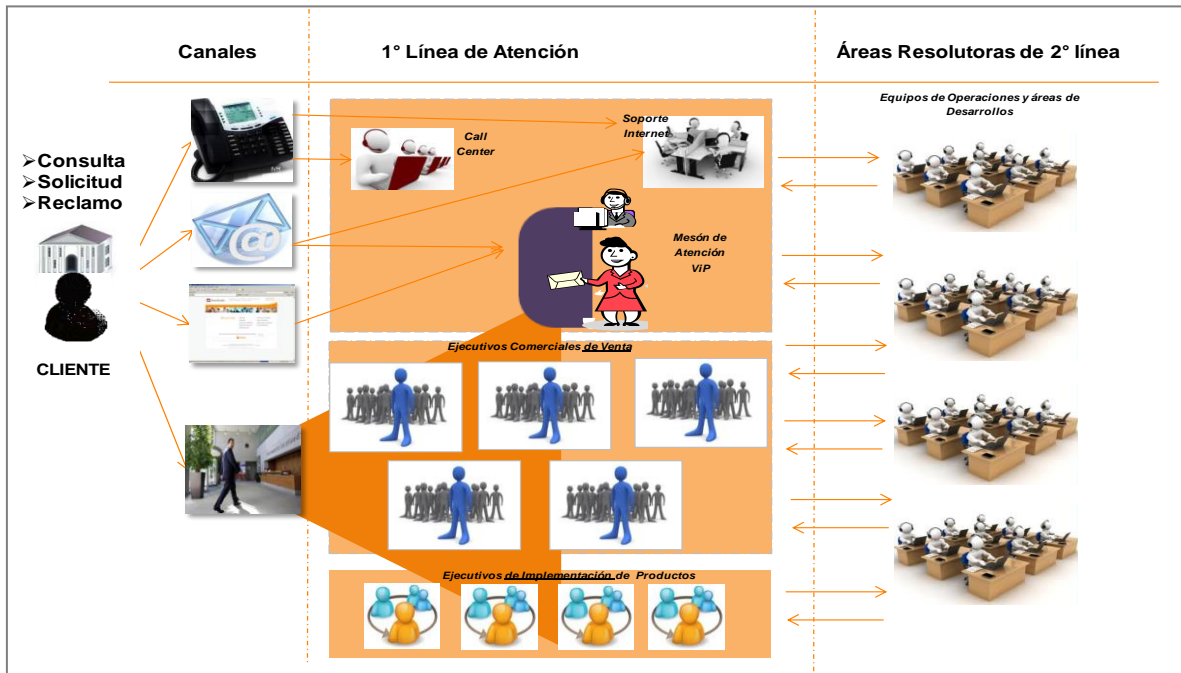 Canales
1° Línea de Atención
Áreas Resolutoras de 2° línea
Equipos de Operaciones y áreas de
Desarrollos
Call
Center
Soporte
Internet
➢Consulta
➢Solicitud
➢Reclamo
CLIENTE
Mesón de
Atención
ViP
Ejecutivos Comerciales de Venta
Ejecutivos de Implementación de Productos